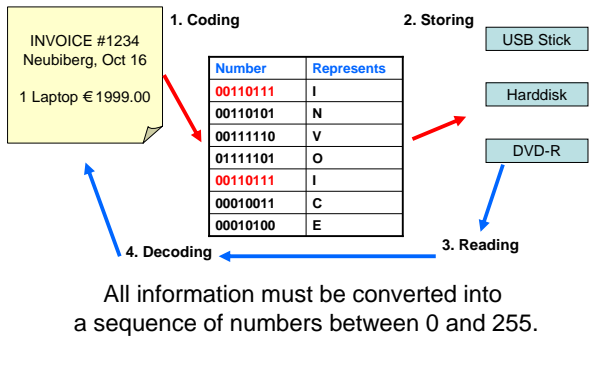 1. Coding
2. Storing
INVOICE #1234
Neubiberg, Oct 16
1 Laptop € 1999.00
Number Represents
00110111 I
00110101 N
00111110 V
01111101 O
00110111 I
00010011 C
00010100 E
USB Stick
Harddisk
DVD-R
3. Reading
4. Decoding
All information must be converted into
a sequence of numbers between 0 and 255.